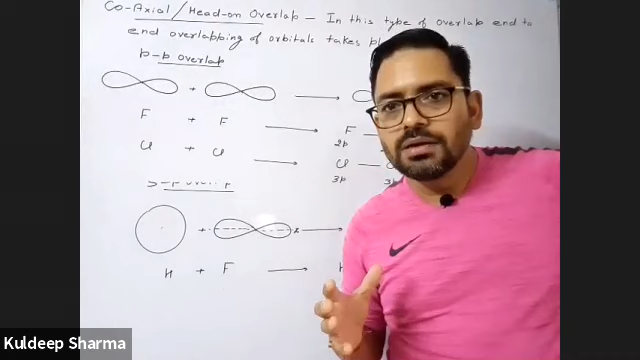 Co-Axial/Head-on Overlap - In this type of overlap end to
end overlapping of orbitals takes
p-p overlap
+
F + F → F -
2p
Cl + Cl → Cl -
3p 3p
+ x
H + F → H
Kuldeep Sharma